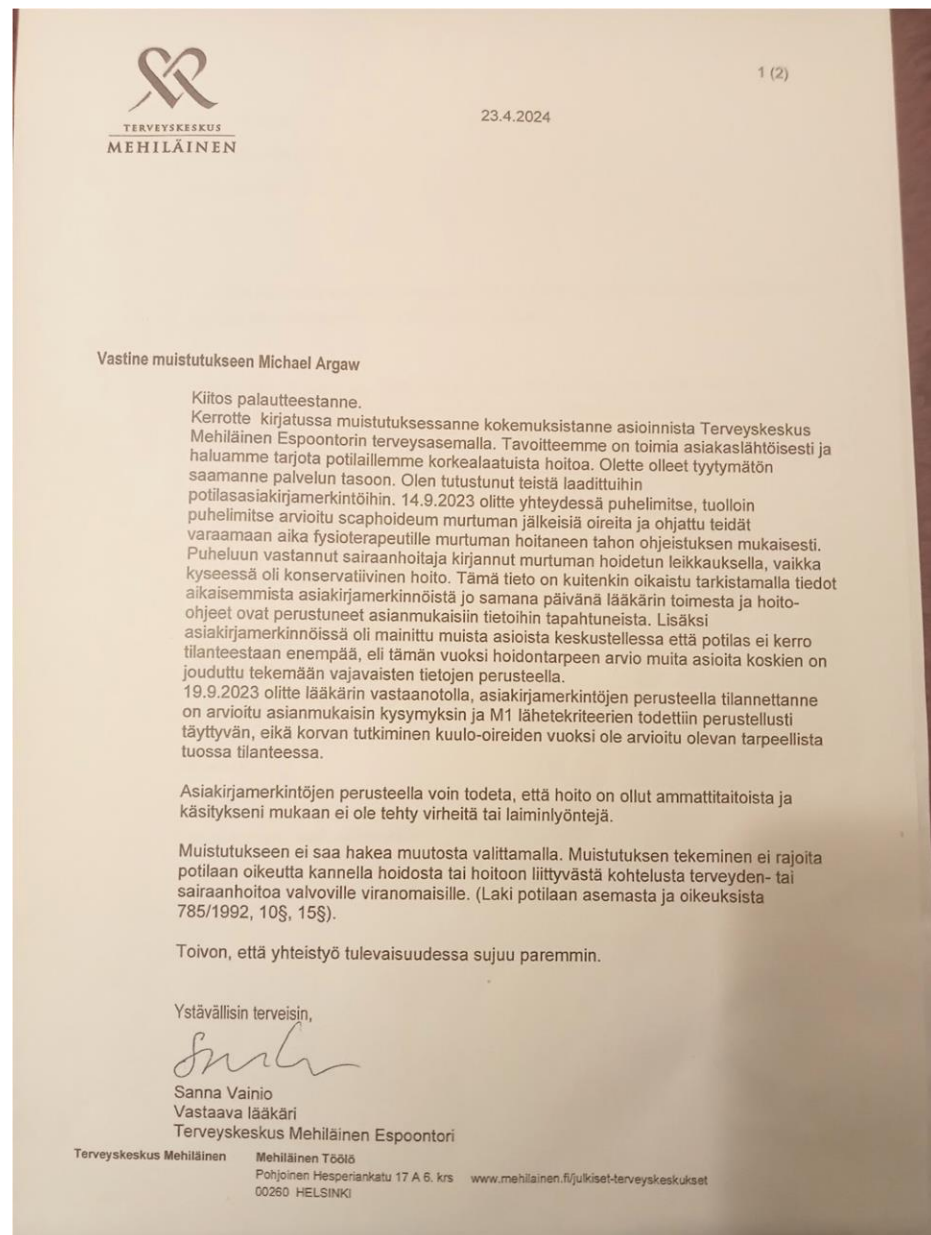 1 (2)
23.4.2024
TERVEYSKESKUS
MEHILÄINEN
Vastine muistutukseen Michael Argaw
Kiitos palautteestanne.
Kerrotte kirjatussa muistutuksessanne kokemuksistanne asioinnista Terveyskeskus
Mehiläinen Espoontorin terveysasemalla. Tavoitteemme on toimia asiakaslähtöisesti ja
haluamme tarjota potilaillemme korkealaatuista hoitoa. Olette olleet tyytymätön
saamanne palvelun tasoon. Olen tutustunut teistä laadittuihin
potilasasiakirjamerkintöihin. 14.9.2023 olitte yhteydessä puhelimitse, tuolloin
puhelimitse arvioitu scaphoideum murtuman jälkeisiä oireita ja ohjattu teidät
varaamaan aika fysioterapeutille murtuman hoitaneen tahon ohjeistuksen mukaisesti.
Puheluun vastannut sairaanhoitaja kirjannut murtuman hoidetun leikkauksella, vaikka
kyseessä oli konservatiivinen hoito. Tämä tieto on kuitenkin oikaistu tarkistamalla tiedot
aikaisemmista asiakirjamerkinnöistä jo samana päivänä lääkärin toimesta ja hoito-
ohjeet ovat perustuneet asianmukaisiin tietoihin tapahtuneista. Lisäksi
asiakirjamerkinnöissä oli mainittu muista asioista keskustellessa että potilas ei kerro
tilanteestaan enempää, eli tämän vuoksi hoidontarpeen arvio muita asioita koskien on
jouduttu tekemään vajavaisten tietojen perusteella.
19.9.2023 olitte lääkärin vastaanotolla, asiakirjamerkintöjen perusteella tilannettanne
on arvioitu asianmukaisin kysymyksin ja M1 lähetekriteerien todettiin perustellusti
täyttyvän, eikä korvan tutkiminen kuulo-oireiden vuoksi ole arvioitu olevan tarpeellista
tuossa tilanteessa.
Asiakirjamerkintöjen perusteella voin todeta, että hoito on ollut ammattitaitoista ja
käsitykseni mukaan ei ole tehty virheitä tai laiminlyöntejä.
Muistutukseen ei saa hakea muutosta valittamalla. Muistutuksen tekeminen ei rajoita
potilaan oikeutta kannella hoidosta tai hoitoon liittyvästä kohtelusta terveyden- tai
sairaanhoitoa valvoville viranomaisille. (Laki potilaan asemasta ja oikeuksista
785/1992, 10§, 15§).
Toivon, että yhteistyö tulevaisuudessa sujuu paremmin.
Ystävällisin terveisin,
Sanna Vainio
Vastaava lääkäri
Terveyskeskus Mehiläinen Espoontori
Terveyskeskus Mehiläinen Mehiläinen Töölö
Pohjoinen Hesperiankatu 17 A 6. krs www.mehilainen.fi/julkiset-terveyskeskukset
00260 HELSINKI